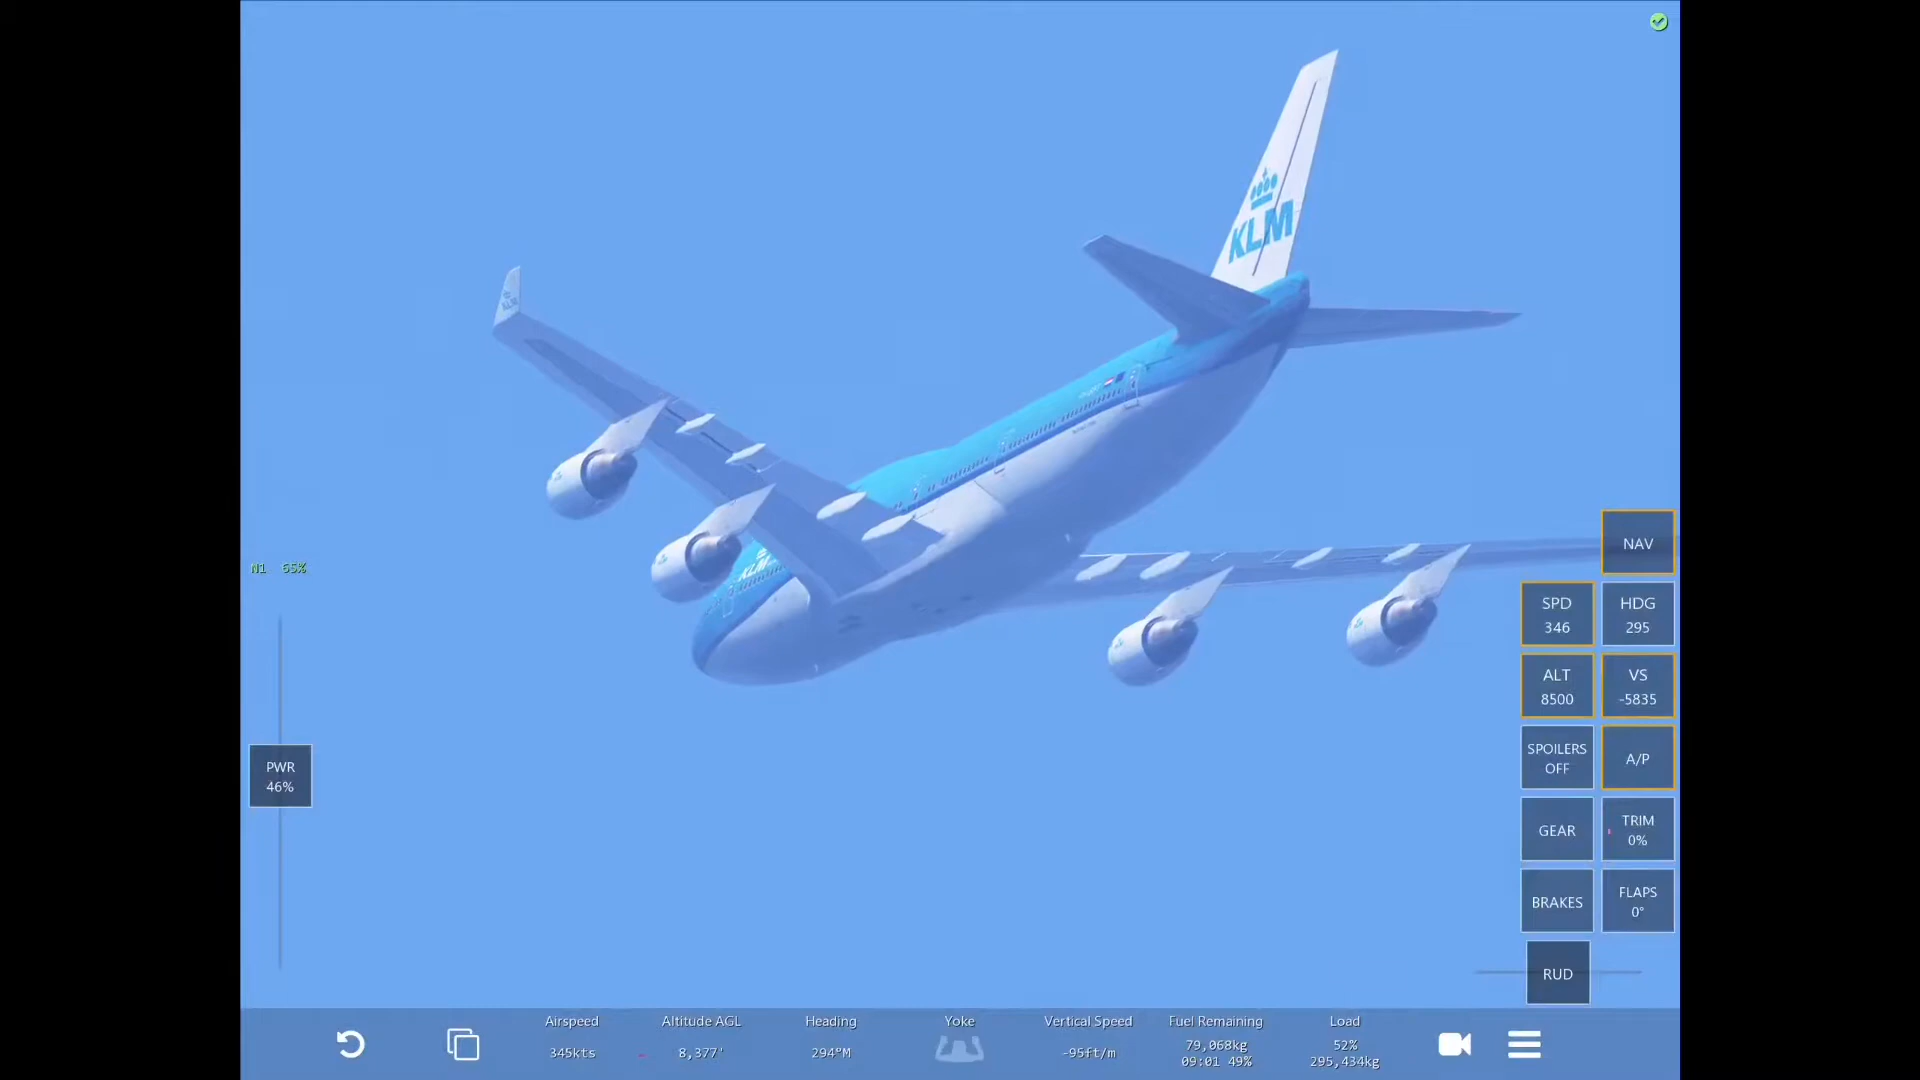 KLM
KLM
KLM
N1 65%
PWR
46%
NAV
SPD
346
HDG
295
ALT
8500
VS
-5835
SPOILERS
OFF
A/P
GEAR
TRIM
0%
BRAKES
FLAPS
0°
RUD
Airspeed
345kts
Altitude AGL
8,377'
Heading
294°M
Yoke
Vertical Speed
-95ft/m
Fuel Remaining
79,068kg
09:01 49%
Load
52%
295,434kg